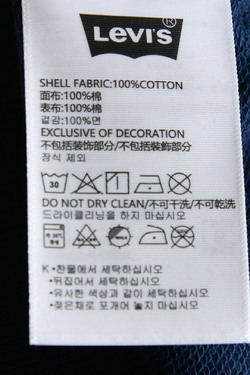 LEVI'S
SHELL FABRIC:100%COTTON
面布:100%棉
表布:100%棉
겉감:100%면
EXCLUSIVE OF DECORATION
不包括装饰部分/不包括裝飾部分
장식 제외
30
DO NOT DRY CLEAN/不可干洗/不可乾洗
드라이클리닝을 하지 마십시오
K •찬물에서 세탁하십시오
•뒤집어서 세탁하십시오
•유사한 색상과 같이 세탁하십시오
•젖은채로 포개어 놓지 마십시오